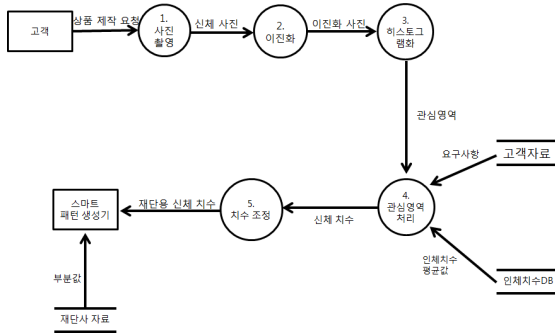 고객
상품 제작 요청
1.
사진
촬영
신체 사진
2.
이진화
이진화 사진
3.
히스토그
램화
관심영역
요구사항
고객자료
스마트
패턴 생성기
재단용 신체 치수
5.
치수 조정
신체 치수
4.
관심영역
처리
인체치수
평균값
인체치수DB
부분값
재단사 자료